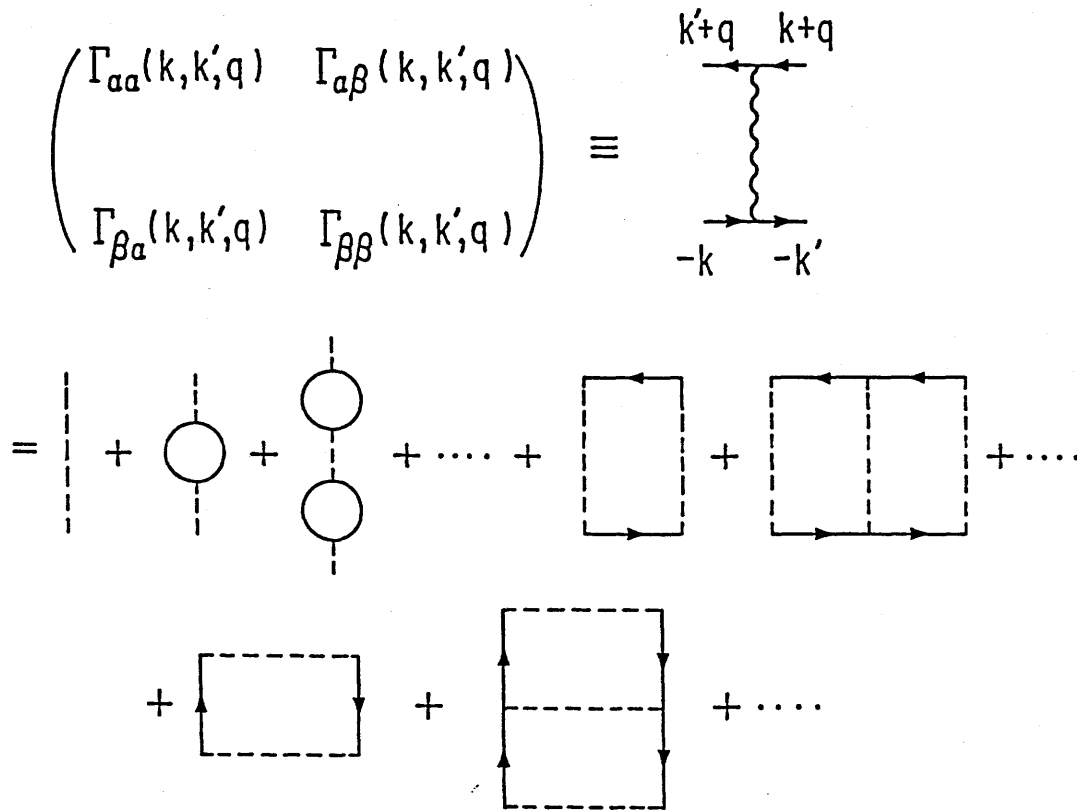 k′+q k+q
Γαα(k,k′,q) Γαβ(k,k′,q)
≡
Γβα(k,k′,q) Γββ(k,k′,q)
-k -k′
= + + + ···· + + + ····
+ + + ····